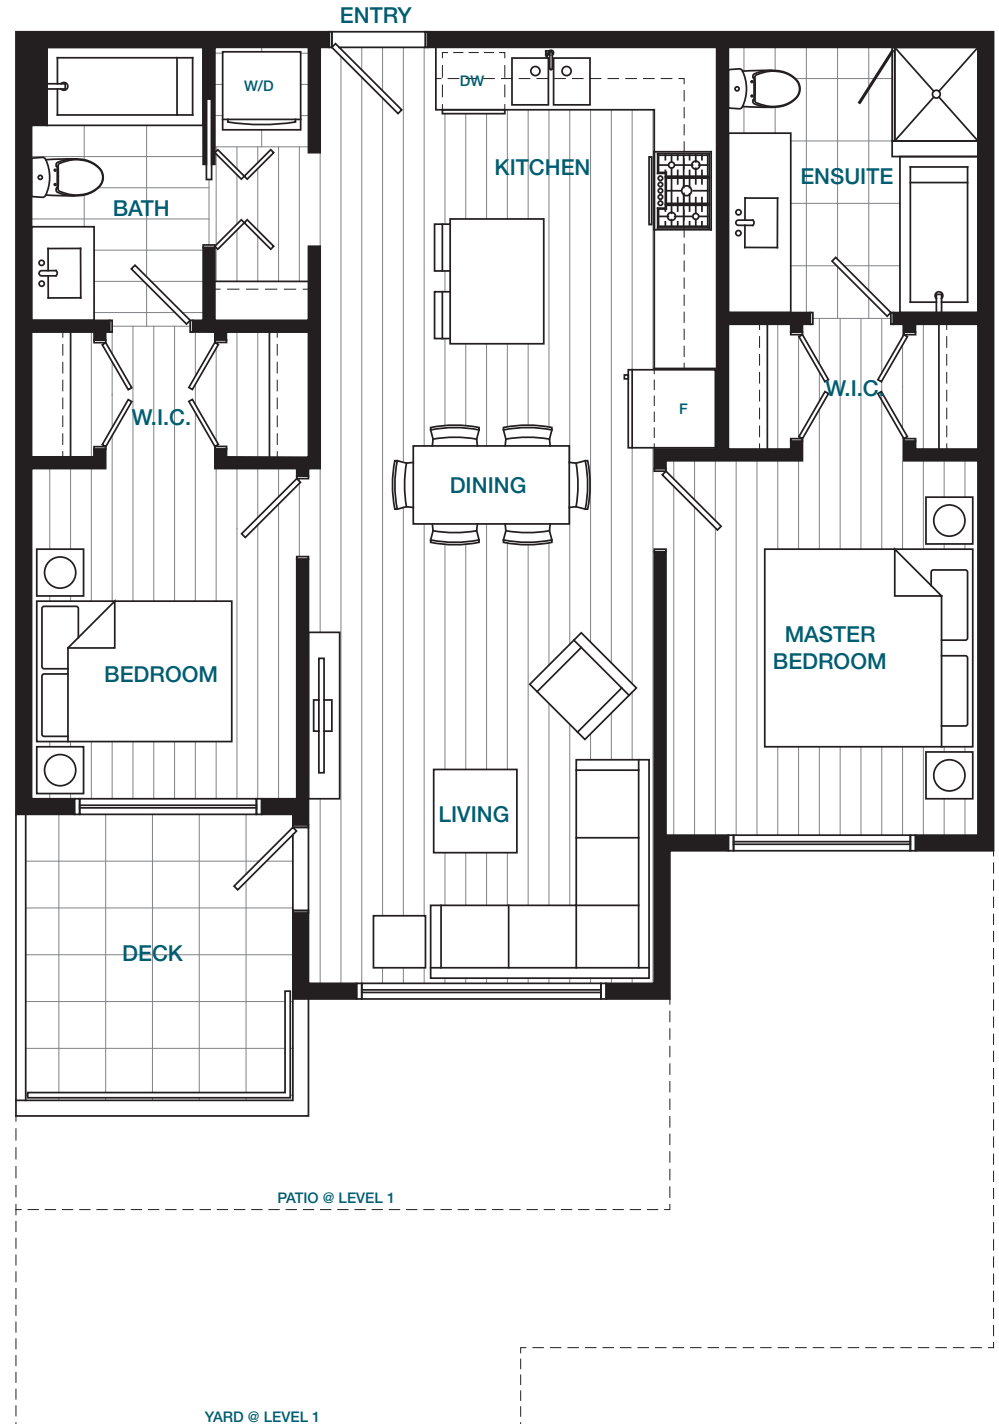 ENTRY
W/D
DW
KITCHEN
ENSUITE
BATH
W.I.C.
W.I.C.
F
DINING
MASTER
BEDROOM
BEDROOM
LIVING
DECK
PATIO @ LEVEL 1
YARD @ LEVEL 1